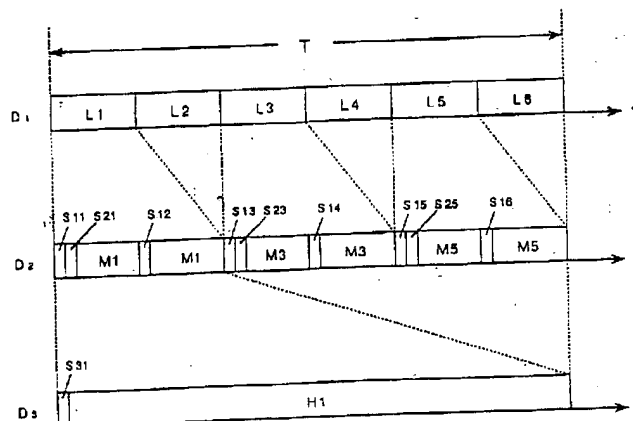 T
D1 L1 L2 L3 L4 L5 L6
S11 S21 S12 S13 S23 S14 S15 S25 S16
D2 M1 M1 M3 M3 M5 M5
S31
D3 H1